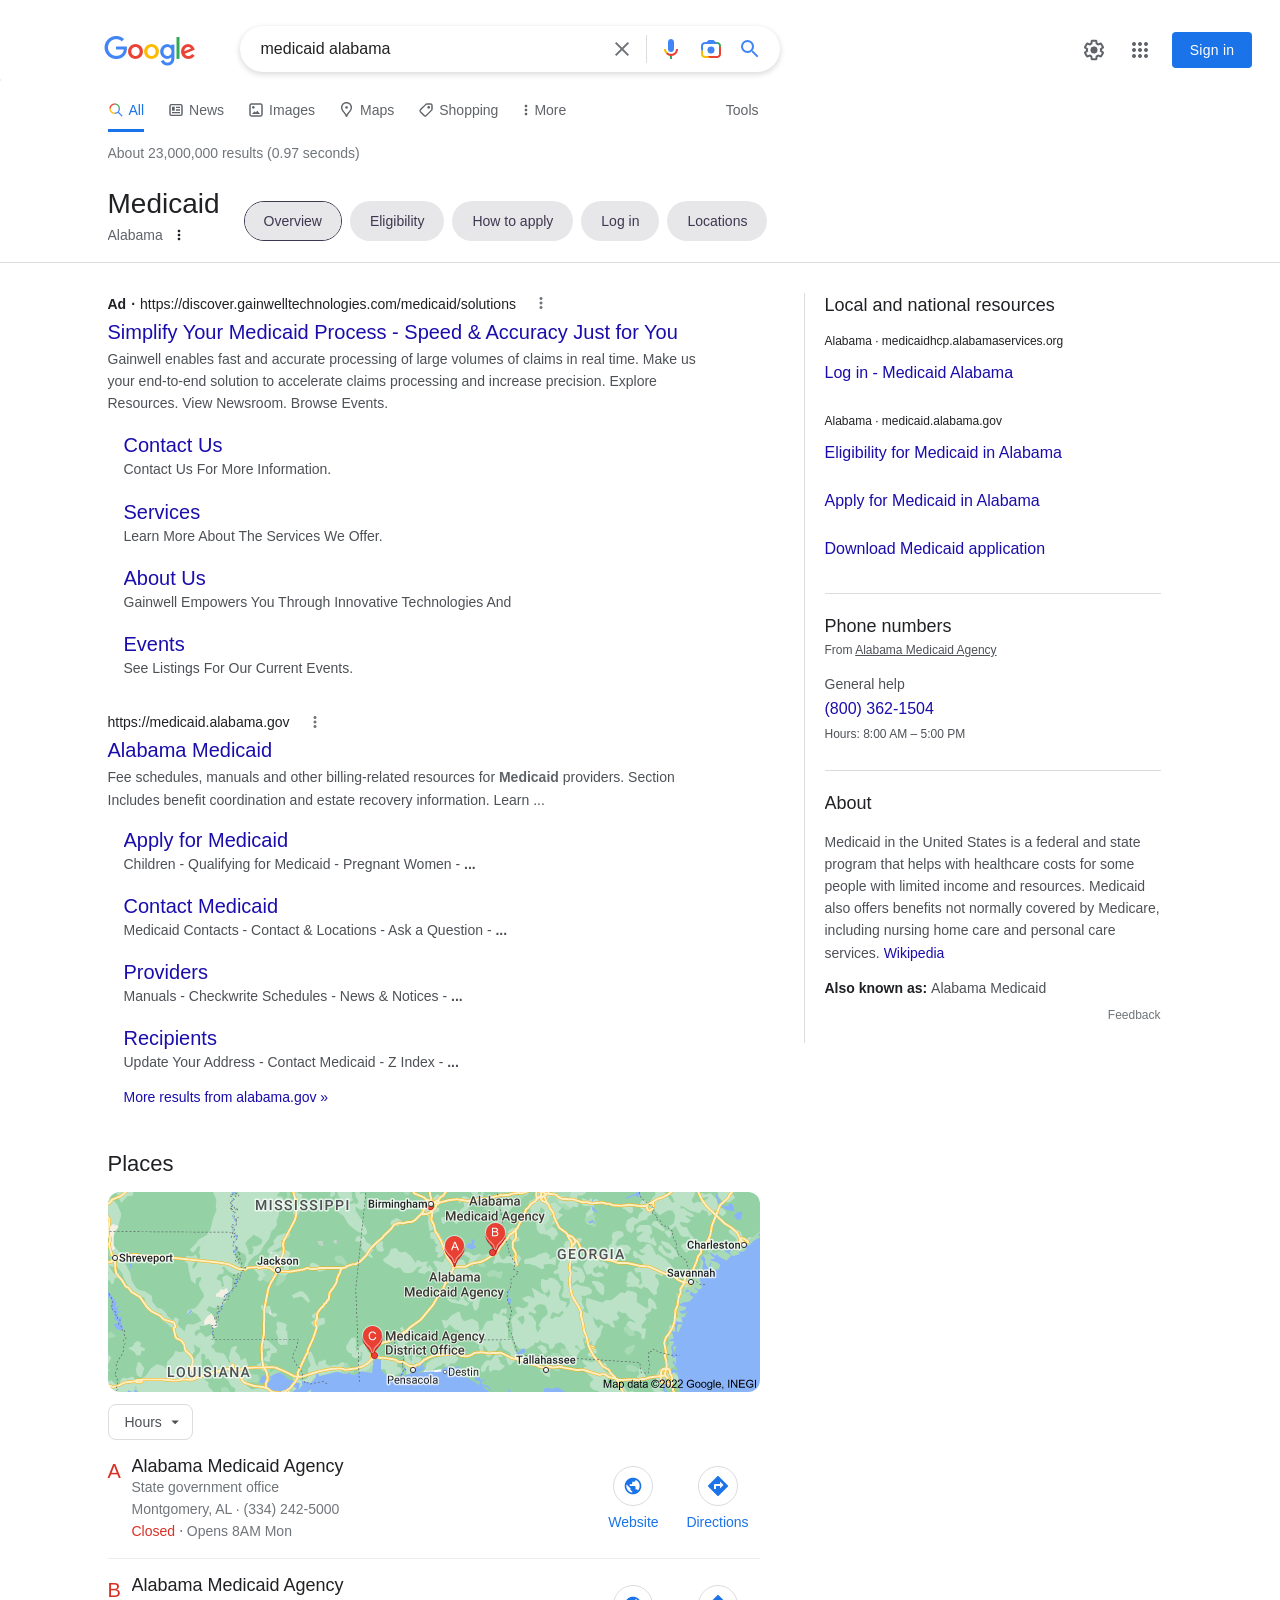 Google
medicaid alabama
Sign in
All
News
Images
Maps
Shopping
More
Tools
About 23,000,000 results (0.97 seconds)
Medicaid
Alabama
Overview
Eligibility
How to apply
Log in
Locations
Ad · https://discover.gainwelltechnologies.com/medicaid/solutions
Simplify Your Medicaid Process - Speed & Accuracy Just for You
Gainwell enables fast and accurate processing of large volumes of claims in real time. Make us
your end-to-end solution to accelerate claims processing and increase precision. Explore
Resources. View Newsroom. Browse Events.
Contact Us
Contact Us For More Information.
Services
Learn More About The Services We Offer.
About Us
Gainwell Empowers You Through Innovative Technologies And
Events
See Listings For Our Current Events.
https://medicaid.alabama.gov
Alabama Medicaid
Fee schedules, manuals and other billing-related resources for Medicaid providers. Section
Includes benefit coordination and estate recovery information. Learn ...
Apply for Medicaid
Children - Qualifying for Medicaid - Pregnant Women - ...
Contact Medicaid
Medicaid Contacts - Contact & Locations - Ask a Question - ...
Providers
Manuals - Checkwrite Schedules - News & Notices - ...
Recipients
Update Your Address - Contact Medicaid - Z Index - ...
More results from alabama.gov »
Places
MISSISSIPPI
Birmingham
Alabama
Medicaid Agency
B
A
GEORGIA
Charleston
Shreveport
Jackson
Savannah
Alabama
Medicaid Agency
C
Medicaid Agency
District Office
Tallahassee
LOUISIANA
Destin
Pensacola
Map data ©2022 Google, INEGI
Hours
A
Alabama Medicaid Agency
State government office
Montgomery, AL · (334) 242-5000
Closed · Opens 8AM Mon
Website
Directions
B
Alabama Medicaid Agency
Local and national resources
Alabama · medicaidhcp.alabamaservices.org
Log in - Medicaid Alabama
Alabama · medicaid.alabama.gov
Eligibility for Medicaid in Alabama
Apply for Medicaid in Alabama
Download Medicaid application
Phone numbers
From Alabama Medicaid Agency
General help
(800) 362-1504
Hours: 8:00 AM – 5:00 PM
About
Medicaid in the United States is a federal and state
program that helps with healthcare costs for some
people with limited income and resources. Medicaid
also offers benefits not normally covered by Medicare,
including nursing home care and personal care
services. Wikipedia
Also known as: Alabama Medicaid
Feedback